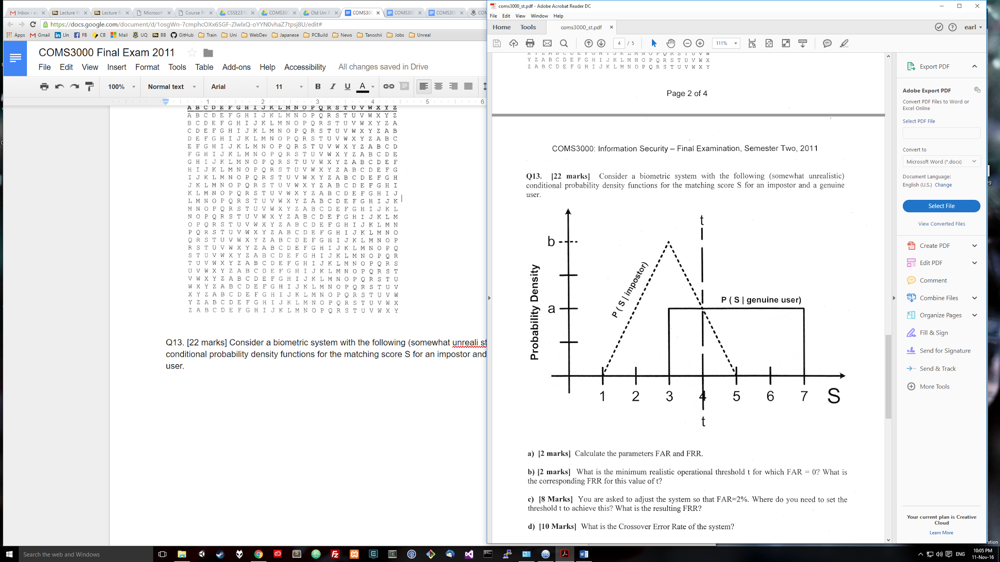 Inbox - ea
Lecture N
Lecture R
Microsoft
Course Pr
CSSE2310
COMS300
Old Uni E
COMS300
COMS300
COMS300
COM
https://docs.google.com/document/d/1osgWn-7cmphcOXx6SGF-ZlwlxQ-oYYN0vhaZ7tpsj8U/edit#
Apps Gmail LIn FB CB Mail UQ BB GitHub Train Uni WebDev Japanese PCBuild News Tanoshii Jobs Unreal
COMS3000 Final Exam 2011
File Edit View Insert Format Tools Table Add-ons Help Accessibility All changes saved in Drive
100% Normal text Arial 11 B I U A
1 2 3 4 5 6
A B C D E F G H I J K L M N O P Q R S T U V W X Y Z
A B C D E F G H I J K L M N O P Q R S T U V W X Y Z
B C D E F G H I J K L M N O P Q R S T U V W X Y Z A
C D E F G H I J K L M N O P Q R S T U V W X Y Z A B
D E F G H I J K L M N O P Q R S T U V W X Y Z A B C
E F G H I J K L M N O P Q R S T U V W X Y Z A B C D
F G H I J K L M N O P Q R S T U V W X Y Z A B C D E
G H I J K L M N O P Q R S T U V W X Y Z A B C D E F
H I J K L M N O P Q R S T U V W X Y Z A B C D E F G
I J K L M N O P Q R S T U V W X Y Z A B C D E F G H
J K L M N O P Q R S T U V W X Y Z A B C D E F G H I
K L M N O P Q R S T U V W X Y Z A B C D E F G H I J
L M N O P Q R S T U V W X Y Z A B C D E F G H I J K
M N O P Q R S T U V W X Y Z A B C D E F G H I J K L
N O P Q R S T U V W X Y Z A B C D E F G H I J K L M
O P Q R S T U V W X Y Z A B C D E F G H I J K L M N
P Q R S T U V W X Y Z A B C D E F G H I J K L M N O
Q R S T U V W X Y Z A B C D E F G H I J K L M N O P
R S T U V W X Y Z A B C D E F G H I J K L M N O P Q
S T U V W X Y Z A B C D E F G H I J K L M N O P Q R
T U V W X Y Z A B C D E F G H I J K L M N O P Q R S
U V W X Y Z A B C D E F G H I J K L M N O P Q R S T
V W X Y Z A B C D E F G H I J K L M N O P Q R S T U
W X Y Z A B C D E F G H I J K L M N O P Q R S T U V
X Y Z A B C D E F G H I J K L M N O P Q R S T U V W
Y Z A B C D E F G H I J K L M N O P Q R S T U V W X
Z A B C D E F G H I J K L M N O P Q R S T U V W X Y
Q13. [22 marks] Consider a biometric system with the following (somewhat unreali st
conditional probability density functions for the matching score S for an impostor and
user.
coms3000_st.pdf - Adobe Acrobat Reader DC
File Edit View Window Help
Home Tools coms3000_st.pdf earl
4 / 5 111%
X Y Z A B C D E F G H I J K L M N O P Q R S T U V W
Y Z A B C D E F G H I J K L M N O P Q R S T U V W X
Z A B C D E F G H I J K L M N O P Q R S T U V W X Y
Page 2 of 4
COMS3000: Information Security – Final Examination, Semester Two, 2011
Q13. [22 marks] Consider a biometric system with the following (somewhat unrealistic)
conditional probability density functions for the matching score S for an impostor and a genuine
user.
t
b
a
Probability Density
P ( S | impostor)
P ( S | genuine user)
1 2 3 4 5 6 7 S
t
a) [2 marks] Calculate the parameters FAR and FRR.
b) [2 marks] What is the minimum realistic operational threshold t for which FAR = 0? What is
the corresponding FRR for this value of t?
c) [8 Marks] You are asked to adjust the system so that FAR=2%. Where do you need to set the
threshold t to achieve this? What is the resulting FRR?
d) [10 Marks] What is the Crossover Error Rate of the system?
Export PDF
Adobe Export PDF
Convert PDF Files to Word or
Excel Online
Select PDF File
Convert to
Microsoft Word (*.docx)
Document Language:
English (U.S.) Change
Select File
View Converted Files
Create PDF
Edit PDF
Comment
Combine Files
Organize Pages
Fill & Sign
Send for Signature
Send & Track
More Tools
Your current plan is Creative
Cloud
Learn More
Search the web and Windows
ENG
10:05 PM
11-Nov-16